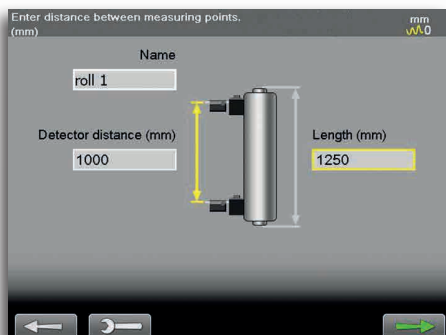 Enter distance between measuring points.
(mm)
mm
0
Name
roll 1
Detector distance (mm)
1000
Length (mm)
1250